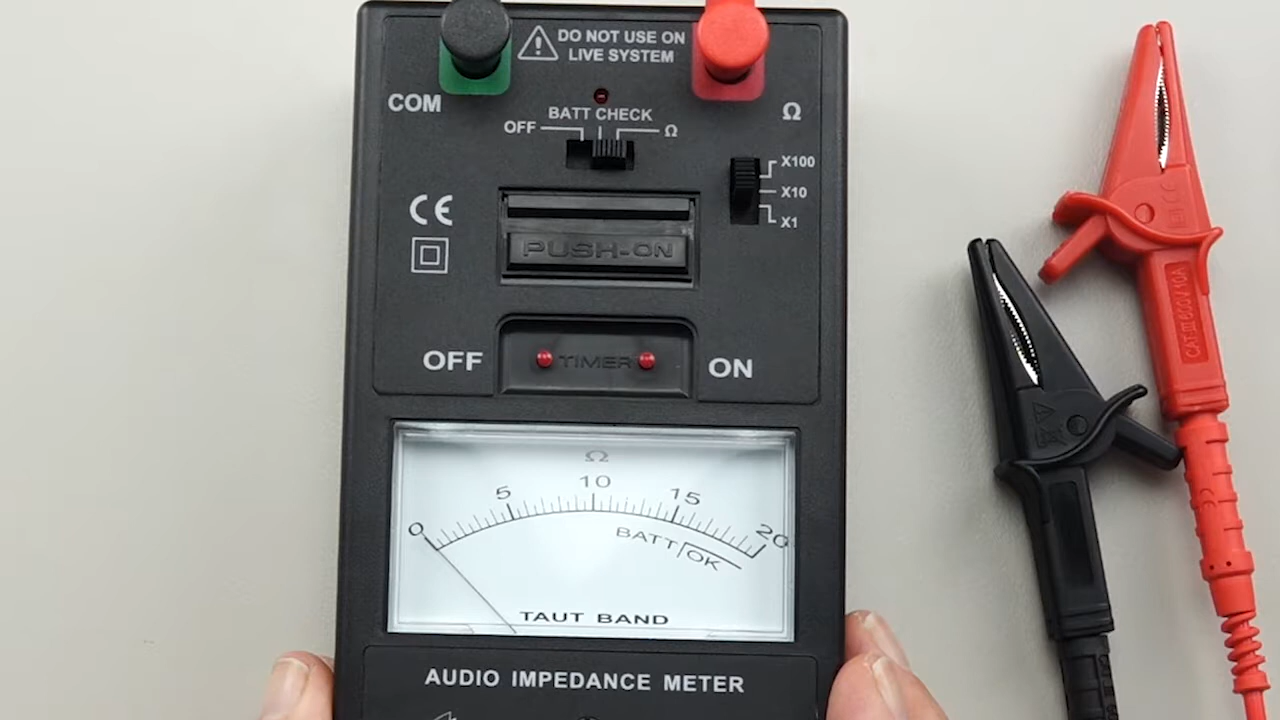 DO NOT USE ON
LIVE SYSTEM
COM
Ω
BATT CHECK
OFF
Ω
X100
X10
X1
CE
PUSH-ON
OFF
TIMER
ON
Ω
0 5 10 15 20
BATT OK
TAUT BAND
AUDIO IMPEDANCE METER
CAT-III 600V 10A